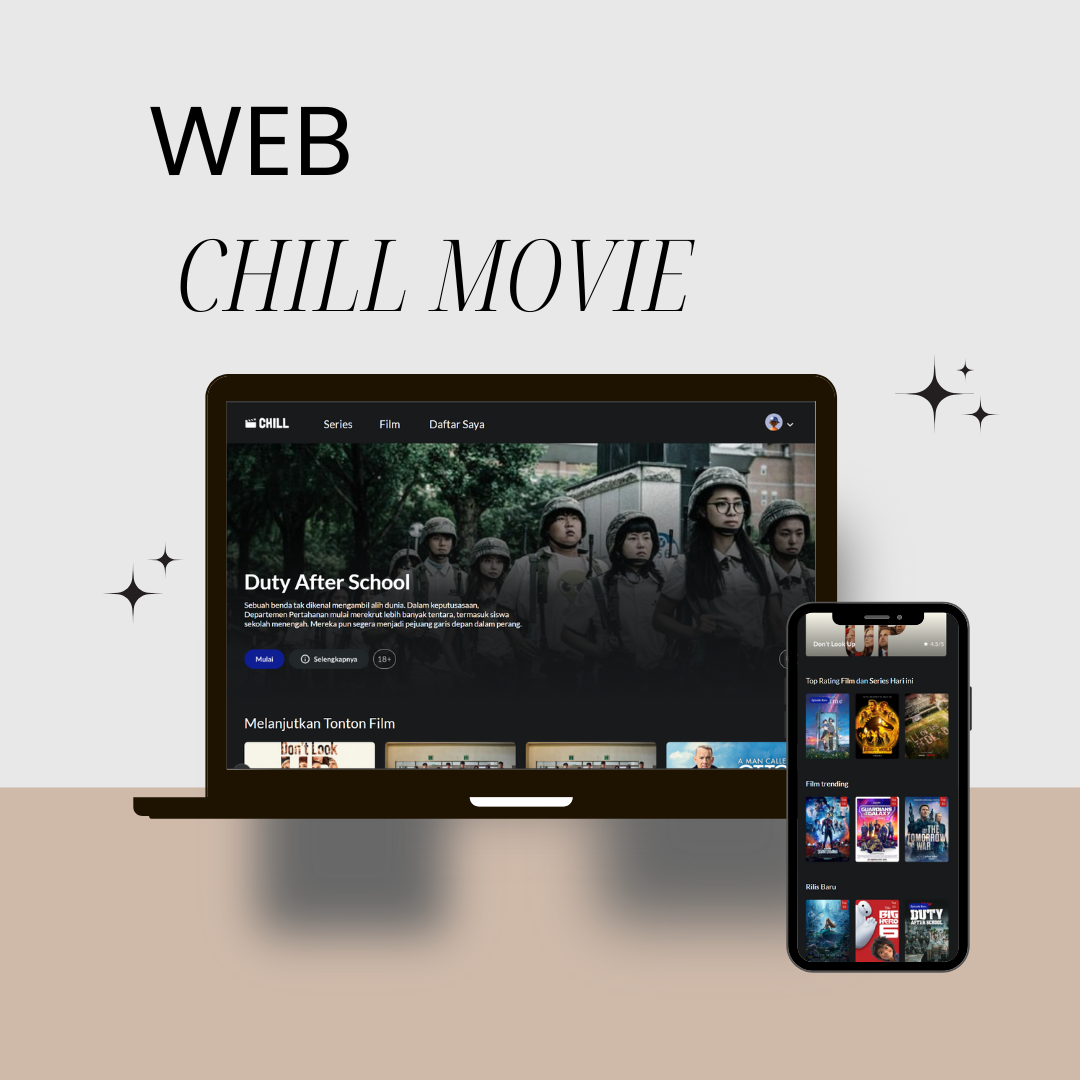 WEB
CHILL MOVIE
CHILL
Series
Film
Daftar Saya
Duty After School
Sebuah benda tak dikenal mengambil alih dunia. Dalam keputusasaan,
Departemen Pertahanan mulai merekrut lebih banyak tentara, termasuk siswa
sekolah menengah. Mereka pun segera menjadi pejuang garis depan dalam perang.
Mulai
Selengkapnya
18+
Melanjutkan Tonton Film
Don't Look
UP
A MAN CALLE
OTTO
Don't Look Up
4.5/5
Top Rating Film dan Series Hari ini
JURASSIC WORLD
Film trending
GUARDIANS
GALAXY
THE
TOMORROW
WAR
Rilis Baru
BIG
HERO
6
DUTY
AFTER SCHOOL